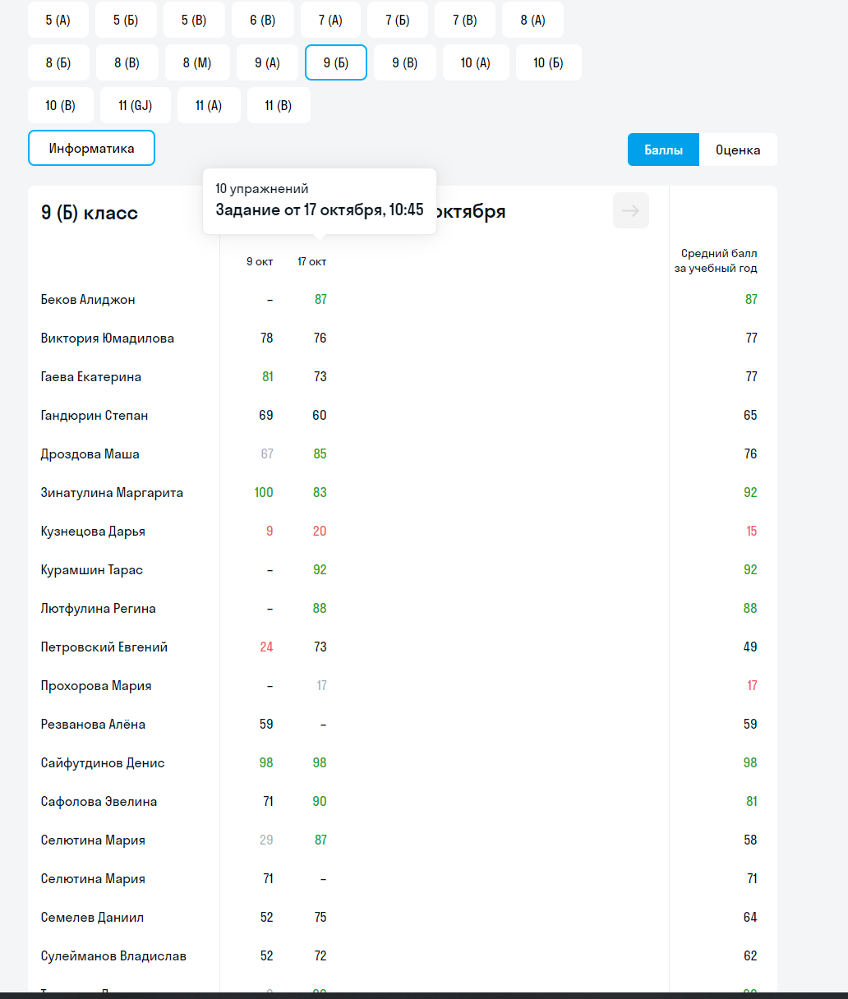 5 (А) 5 (Б) 5 (В) 6 (В) 7 (А) 7 (Б) 7 (В) 8 (А)
8 (Б) 8 (В) 8 (М) 9 (А) 9 (Б) 9 (В) 10 (А) 10 (Б)
10 (В) 11 (GJ) 11 (А) 11 (В)
Информатика Баллы Оценка
10 упражнений
Задание от 17 октября, 10:45
9 (Б) класс октября
Средний балл
за учебный год
9 окт 17 окт
Беков Алиджон – 87 87
Виктория Юмадилова 78 76 77
Гаева Екатерина 81 73 77
Гандюрин Степан 69 60 65
Дроздова Маша 67 85 76
Зинатулина Маргарита 100 83 92
Кузнецова Дарья 9 20 15
Курамшин Тарас – 92 92
Лютфулина Регина – 88 88
Петровский Евгений 24 73 49
Прохорова Мария – 17 17
Резванова Алёна 59 – 59
Сайфутдинов Денис 98 98 98
Сафолова Эвелина 71 90 81
Селютина Мария 29 87 58
Селютина Мария 71 – 71
Семелев Даниил 52 75 64
Сулейманов Владислав 52 72 62